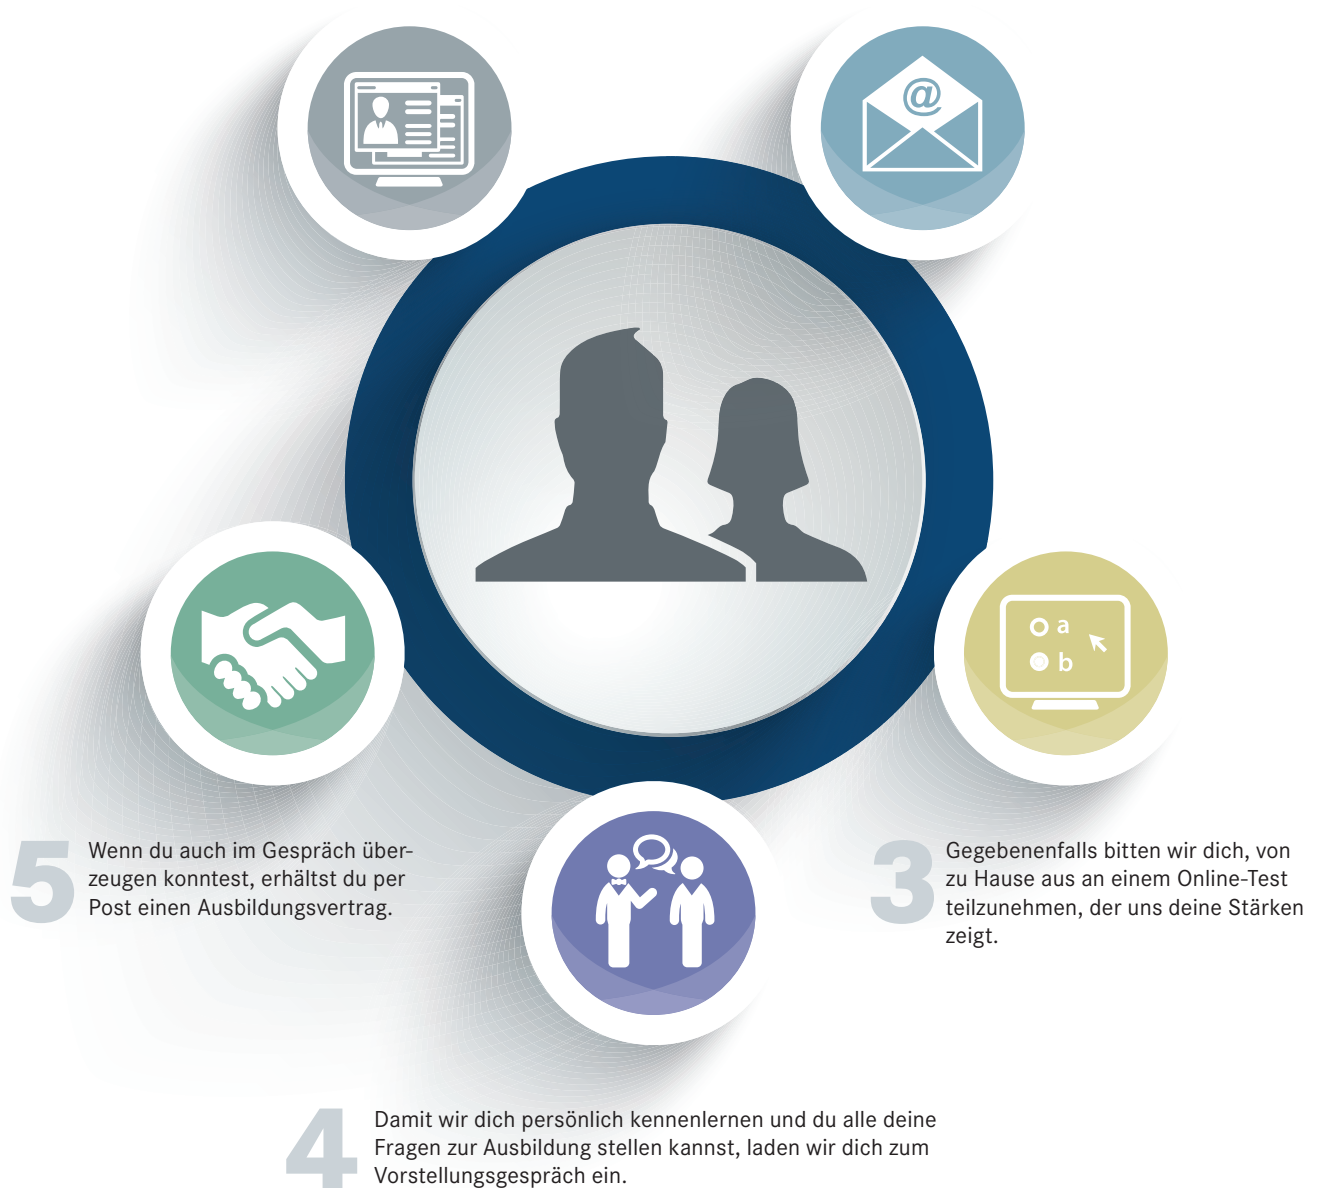 @
a
b
3
Gegebenenfalls bitten wir dich, von
zu Hause aus an einem Online-Test
teilzunehmen, der uns deine Stärken
zeigt.
4
Damit wir dich persönlich kennenlernen und du alle deine
Fragen zur Ausbildung stellen kannst, laden wir dich zum
Vorstellungsgespräch ein.
5
Wenn du auch im Gespräch über-
zeugen konntest, erhältst du per
Post einen Ausbildungsvertrag.